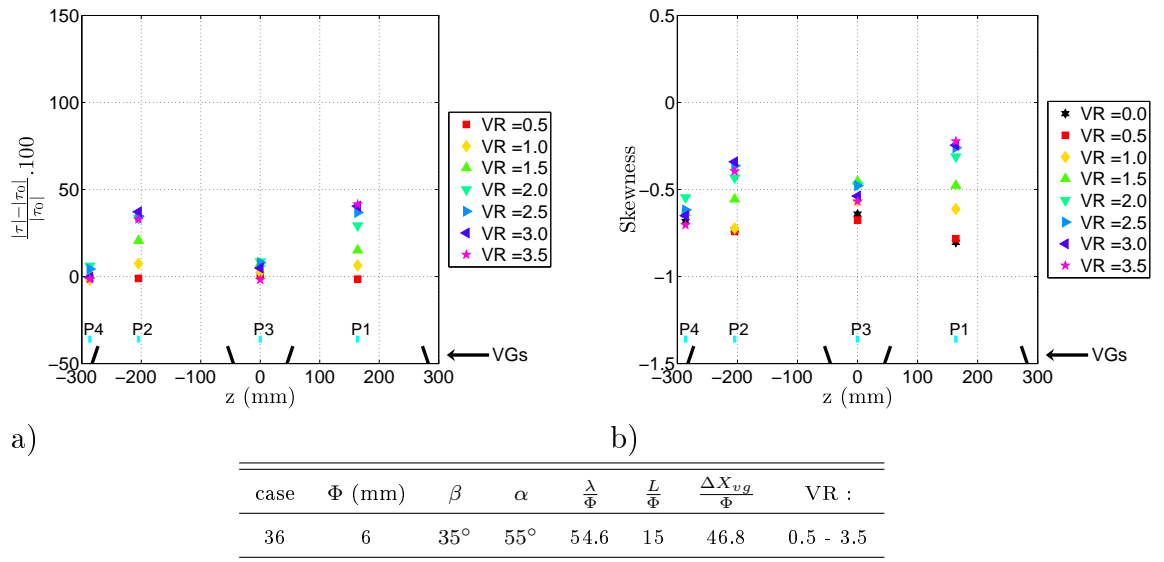 150
100
50
0
−50
|τ|−|τ0| / |τ0| .100
P4 P2 P3 P1
−300 −200 −100 0 100 200 300
z (mm)
VGs
VR =0.5
VR =1.0
VR =1.5
VR =2.0
VR =2.5
VR =3.0
VR =3.5
a)
0.5
0
−0.5
−1
−1.5
Skewness
P4 P2 P3 P1
−300 −200 −100 0 100 200 300
z (mm)
VGs
VR =0.0
VR =0.5
VR =1.0
VR =1.5
VR =2.0
VR =2.5
VR =3.0
VR =3.5
b)
case Φ (mm) β α λ/Φ L/Φ ΔXvg/Φ VR :
36 6 35° 55° 54.6 15 46.8 0.5 - 3.5